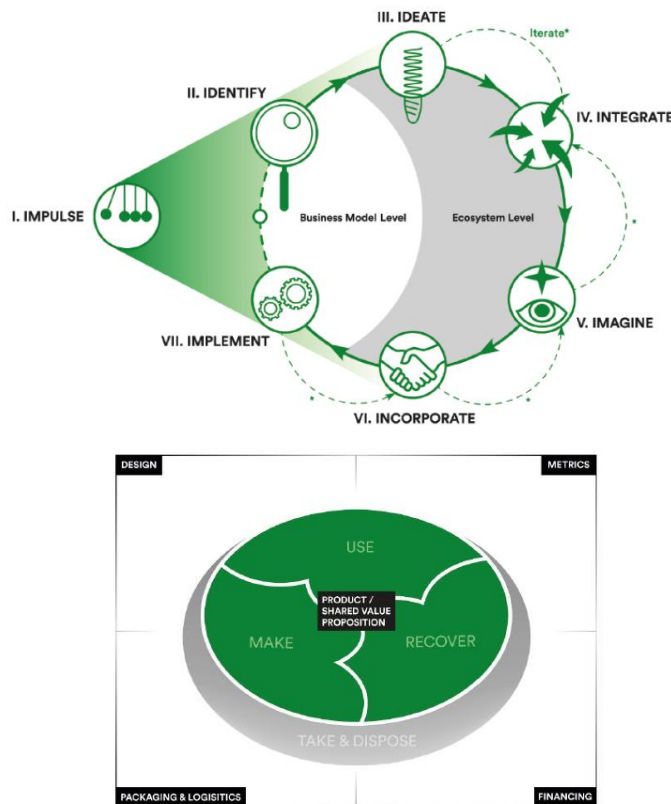 III. IDEATE
Iterate*
II. IDENTIFY
IV. INTEGRATE
I. IMPULSE
Business Model Level
Ecosystem Level
*
V. IMAGINE
VII. IMPLEMENT
*
*
VI. INCORPORATE
DESIGN
METRICS
USE
PRODUCT /
SHARED VALUE
PROPOSITION
MAKE
RECOVER
TAKE & DISPOSE
PACKAGING & LOGISITICS
FINANCING